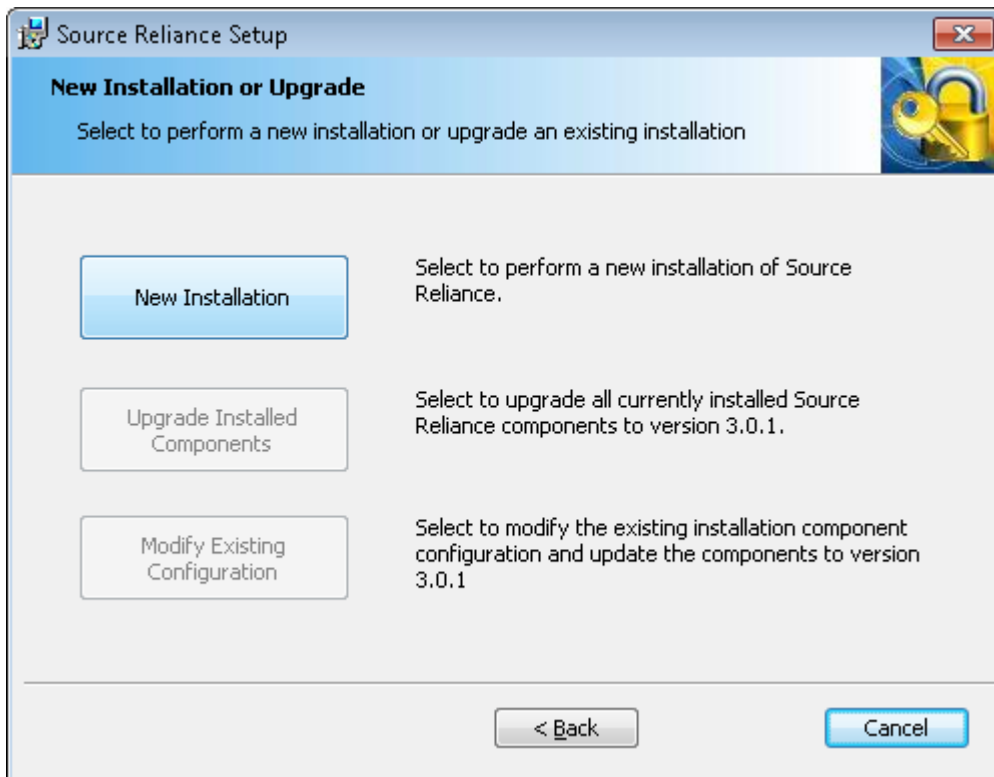 Source Reliance Setup
New Installation or Upgrade
Select to perform a new installation or upgrade an existing installation
New Installation
Select to perform a new installation of Source
Reliance.
Upgrade Installed
Components
Select to upgrade all currently installed Source
Reliance components to version 3.0.1.
Modify Existing
Configuration
Select to modify the existing installation component
configuration and update the components to version
3.0.1
< Back
Cancel